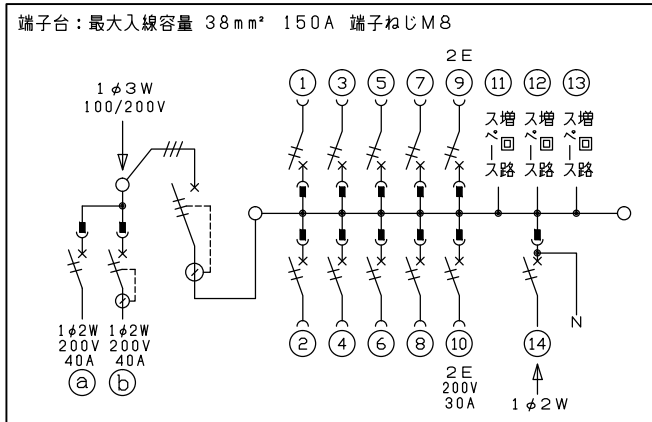 端子台：最大入線容量 38mm² 150A 端子ねじM8
1φ3W
100/200V
2E
① ③ ⑤ ⑦ ⑨ ⑪ ⑫ ⑬
増回路スペース 増回路スペース 増回路スペース
② ④ ⑥ ⑧ ⑩ ⑭
N
1φ2W 1φ2W
200V 200V
40A 40A
ⓐ ⓑ
2E
200V
30A
1φ2W